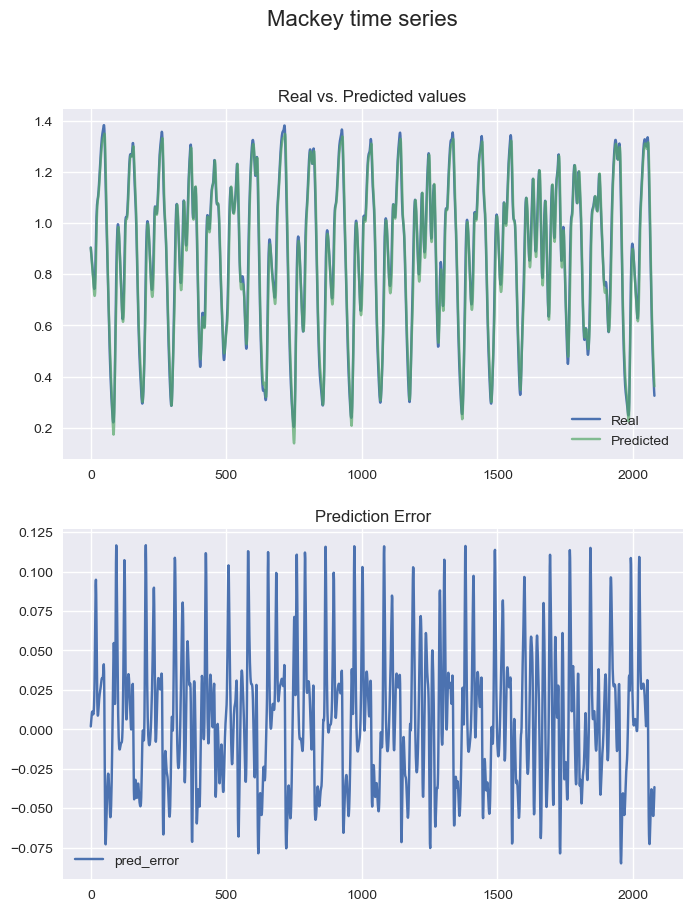 Mackey time series
Real vs. Predicted values
1.4
1.2
1.0
0.8
0.6
0.4
0.2
Real
Predicted
0 500 1000 1500 2000
Prediction Error
0.125
0.100
0.075
0.050
0.025
0.000
−0.025
−0.050
−0.075
pred_error
0 500 1000 1500 2000